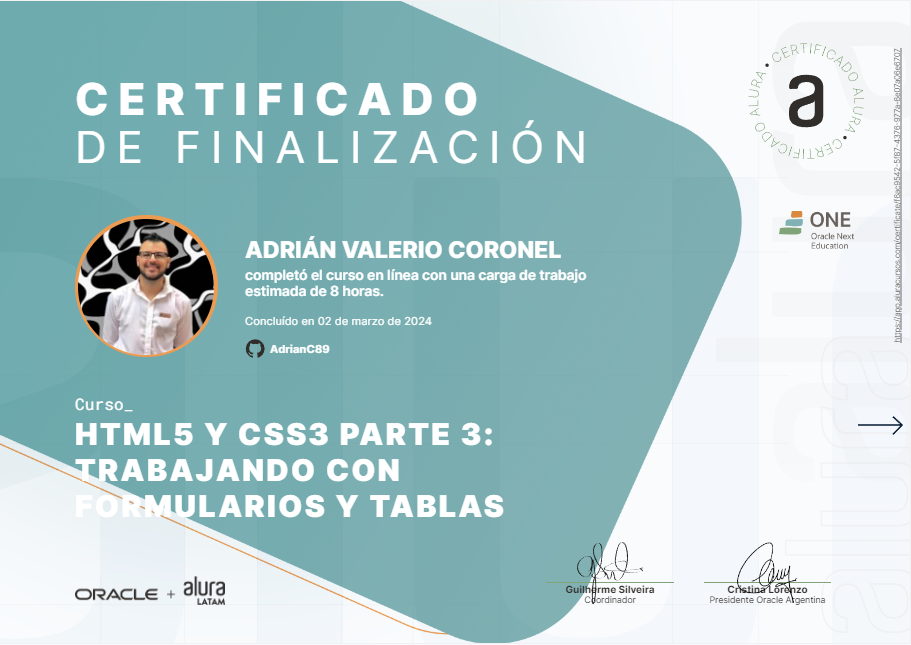 CERTIFICADO
DE FINALIZACIÓN
CERTIFICADO ALURA • CERTIFICADO ALURA •
a
ONE
Oracle Next
Education
ADRIÁN VALERIO CORONEL
completó el curso en línea con una carga de trabajo
estimada de 8 horas.
Concluído en 02 de marzo de 2024
AdrianC89
Curso_
HTML5 Y CSS3 PARTE 3:
TRABAJANDO CON
FORMULARIOS Y TABLAS
ORACLE + alura
LATAM
Guilherme Silveira
Coordinador
Cristina Lorenzo
Presidente Oracle Argentina
alura